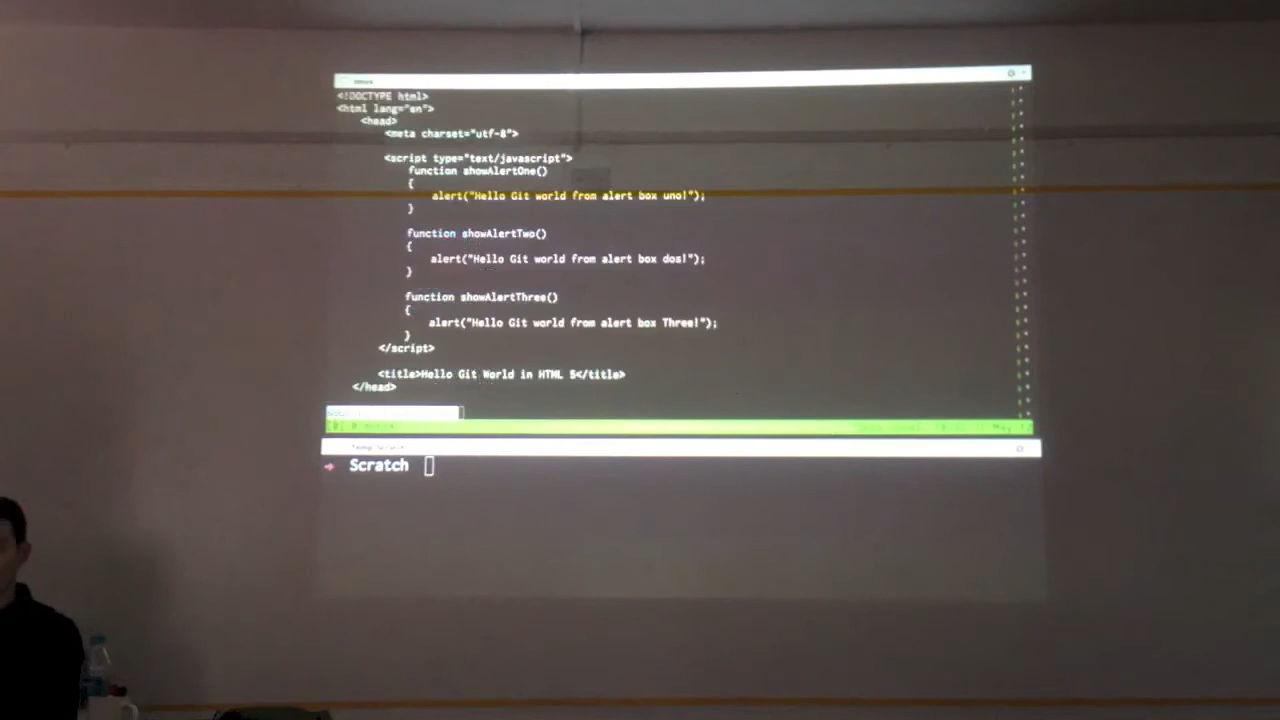 <!DOCTYPE html>
<html lang="en">
<head>
<meta charset="utf-8">
<script type="text/javascript">
function showAlertOne()
{
alert("Hello Git world from alert box uno!");
}
function showAlertTwo()
{
alert("Hello Git world from alert box dos!");
}
function showAlertThree()
{
alert("Hello Git world from alert box Three!");
}
</script>
<title>Hello Git World in HTML 5</title>
</head>
Scratch